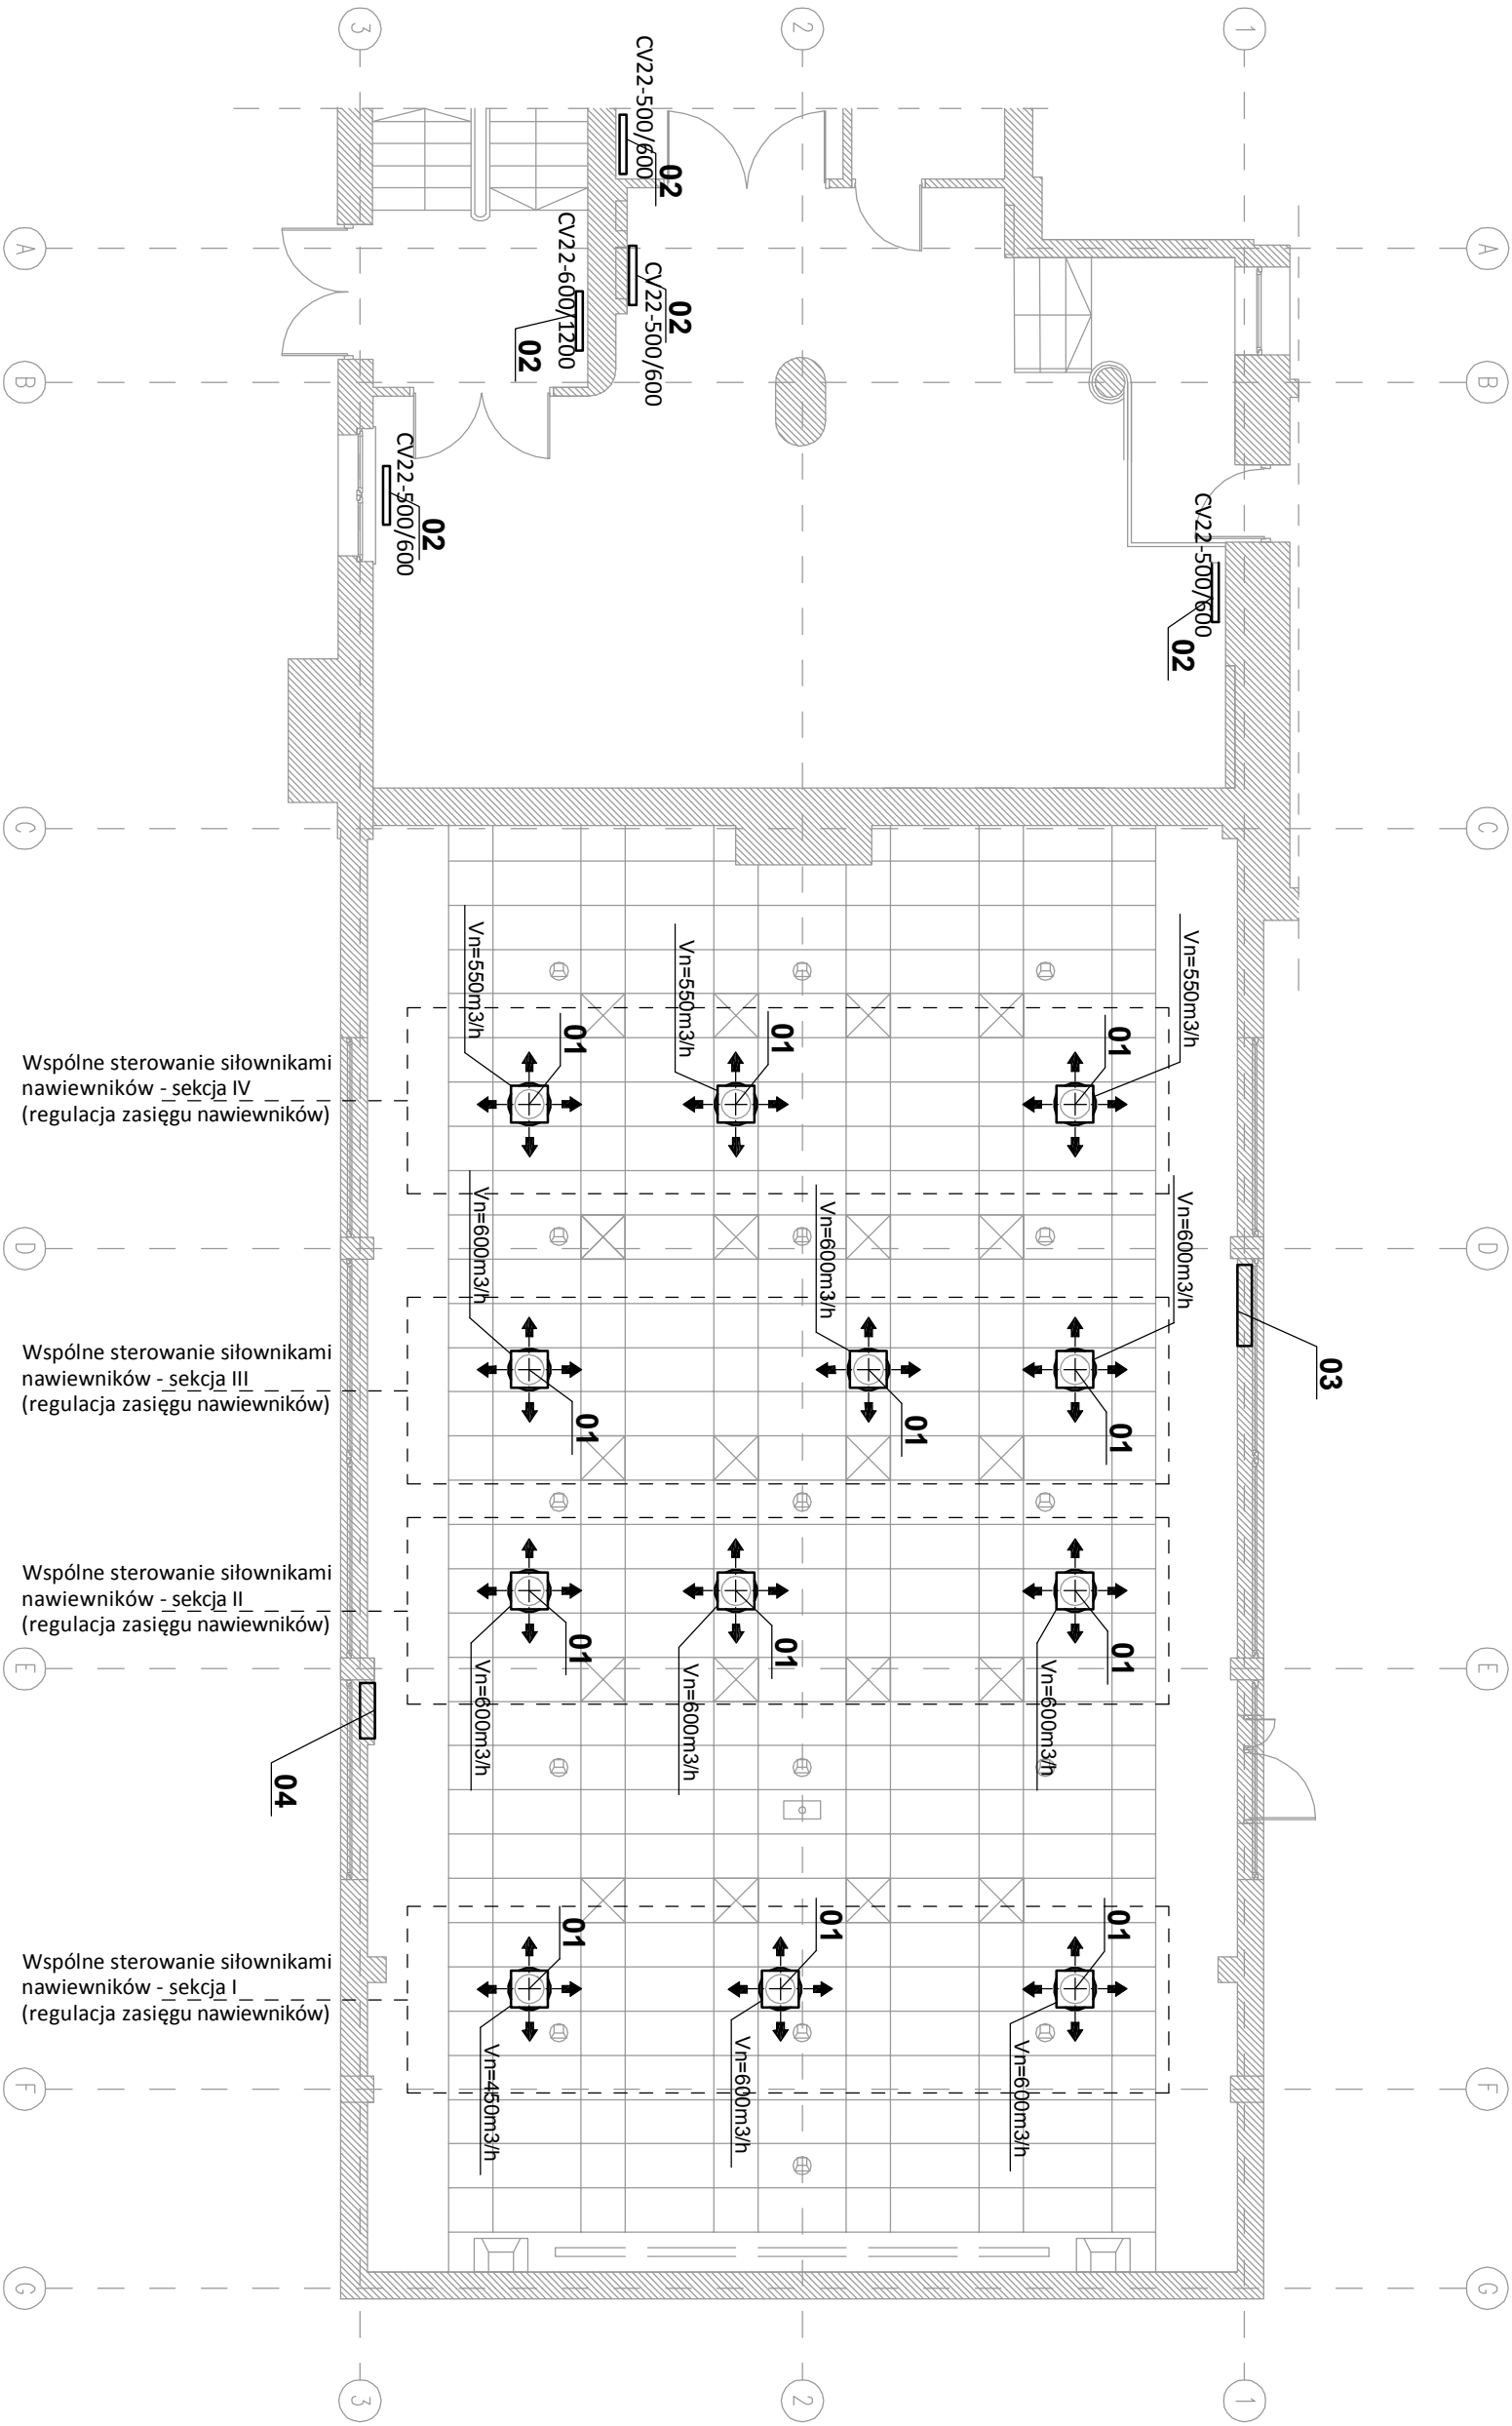 3
2
1
CV22-500/600
02
A
A
CV22-600/1200
02
CV22-500/600
02
B
B
CV22-500/600
02
CV22-500/600
02
C
C
Vn=550m3/h
Vn=550m3/h
Vn=550m3/h
01
01
01
Wspólne sterowanie siłownikami
nawiewników - sekcja IV
(regulacja zasięgu nawiewników)
Vn=600m3/h
Vn=600m3/h
Vn=600m3/h
D
D
03
Wspólne sterowanie siłownikami
nawiewników - sekcja III
(regulacja zasięgu nawiewników)
01
01
01
Wspólne sterowanie siłownikami
nawiewników - sekcja II
(regulacja zasięgu nawiewników)
01
01
01
E
E
Vn=600m3/h
Vn=600m3/h
Vn=600m3/h
04
01
01
01
Wspólne sterowanie siłownikami
nawiewników - sekcja I
(regulacja zasięgu nawiewników)
Vn=450m3/h
Vn=600m3/h
Vn=600m3/h
F
F
G
G
3
2
1